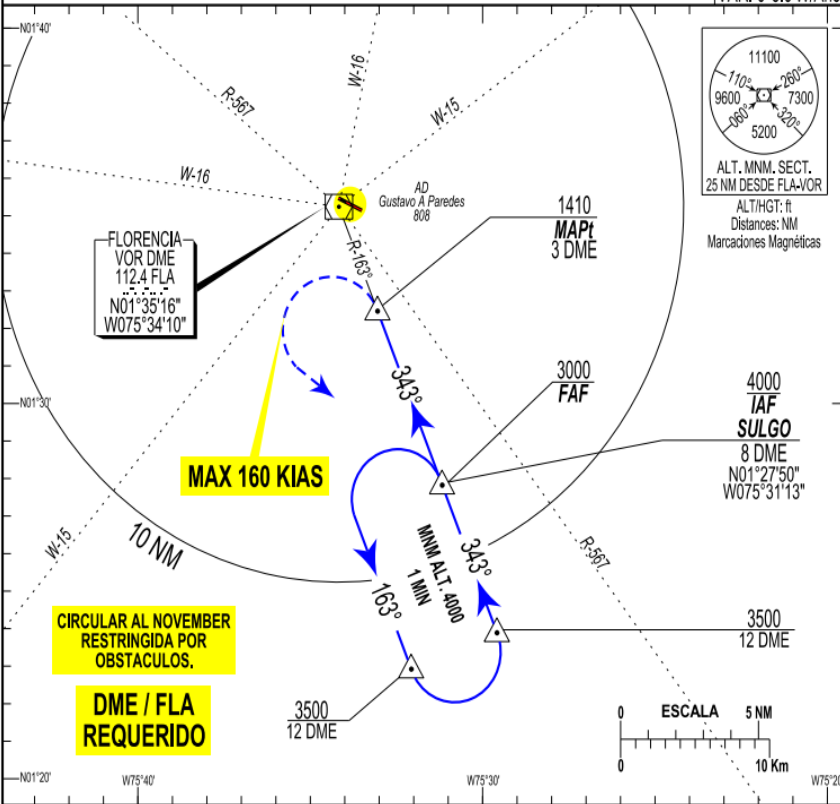 N01°40'
R-567
W-16
W-15
W-16
AD
Gustavo A Paredes
808
11100
110°
260°
9600
7300
060°
320°
5200
ALT. MNM. SECT.
25 NM DESDE FLA-VOR
ALT/HGT: ft
Distances: NM
Marcaciones Magnéticas
FLORENCIA
VOR DME
112.4 FLA
N01°35'16"
W075°34'10"
R-163°
1410
MAPt
3 DME
343°
3000
FAF
4000
IAF
SULGO
8 DME
N01°27'50"
W075°31'13"
N01°30'
MAX 160 KIAS
W-15
10 NM
MNM ALT. 4000
1 MIN
343°
163°
R-567
CIRCULAR AL NOVEMBER
RESTRINGIDA POR
OBSTACULOS.
3500
12 DME
DME / FLA
REQUERIDO
3500
12 DME
0 ESCALA 5 NM
0 10 Km
N01°20'
W75°40'
W75°30'
W75°20'